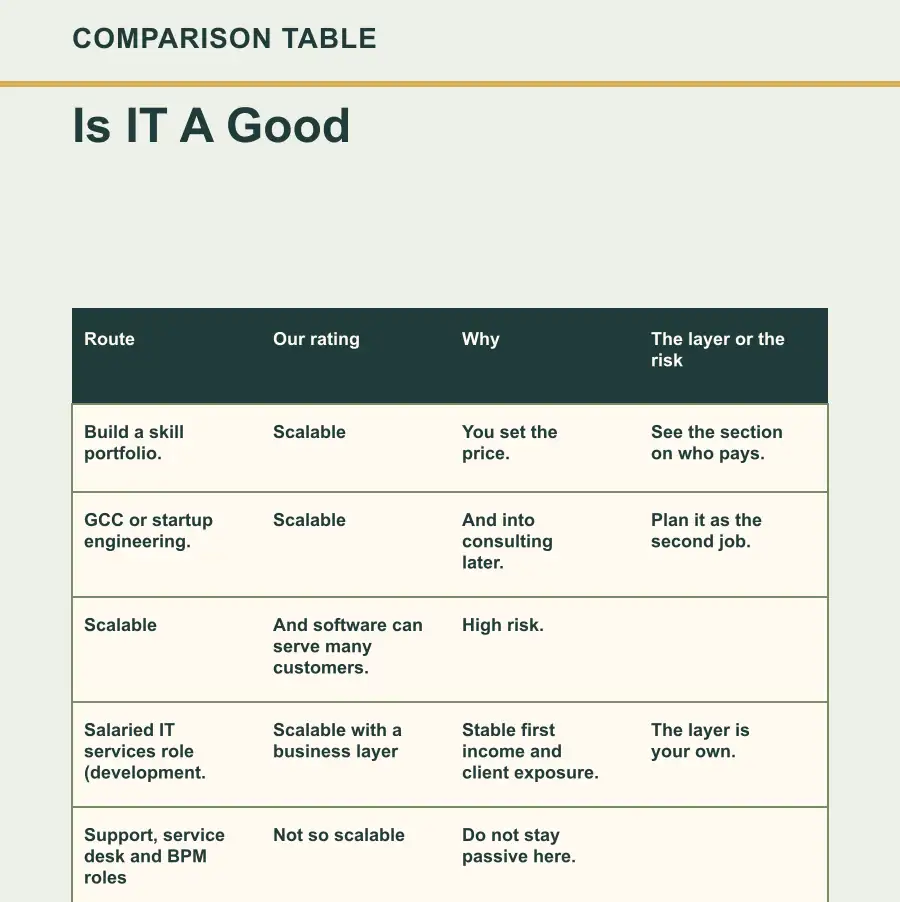 COMPARISON TABLE
Is IT A Good
Route
Our rating
Why
The layer or the
risk
Build a skill
portfolio.
Scalable
You set the
price.
See the section
on who pays.
GCC or startup
engineering.
Scalable
And into
consulting
later.
Plan it as the
second job.
Scalable
And software can
serve many
customers.
High risk.
Salaried IT
services role
(development.
Scalable with a
business layer
Stable first
income and
client exposure.
The layer is
your own.
Support, service
desk and BPM
roles
Not so scalable
Do not stay
passive here.